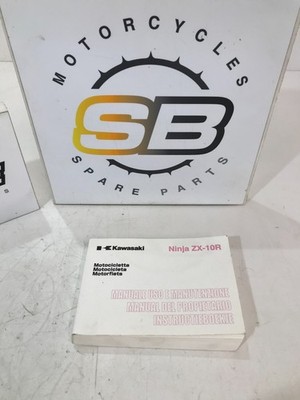 MOTORCYCLES
SB
SPARE PARTS
Kawasaki
Ninja ZX-10R
Motocicletta
Motocicleta
Motorfiets
MANUALE USO E MANUTENZIONE
MANUAL DEL PROPIETARIO
INSTRUCTIEBOEKJE